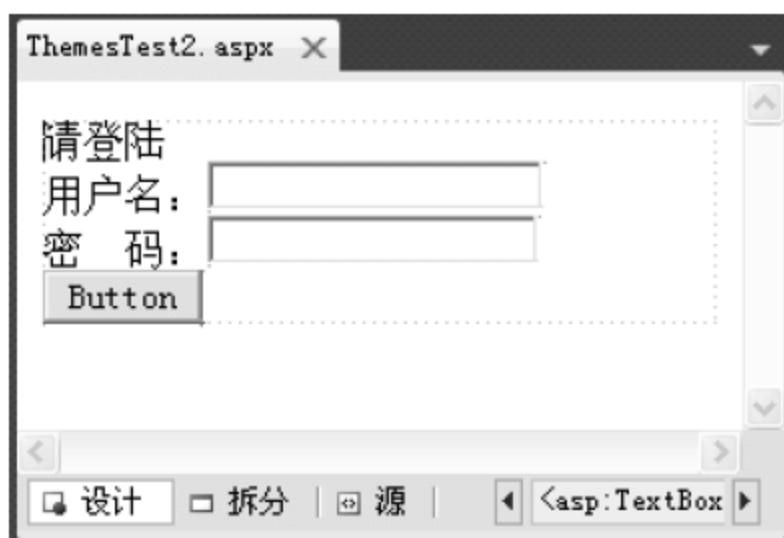 ThemesTest2.aspx
请登陆
用户名：
密 码：
Button
设计 拆分 源 <asp:TextBox